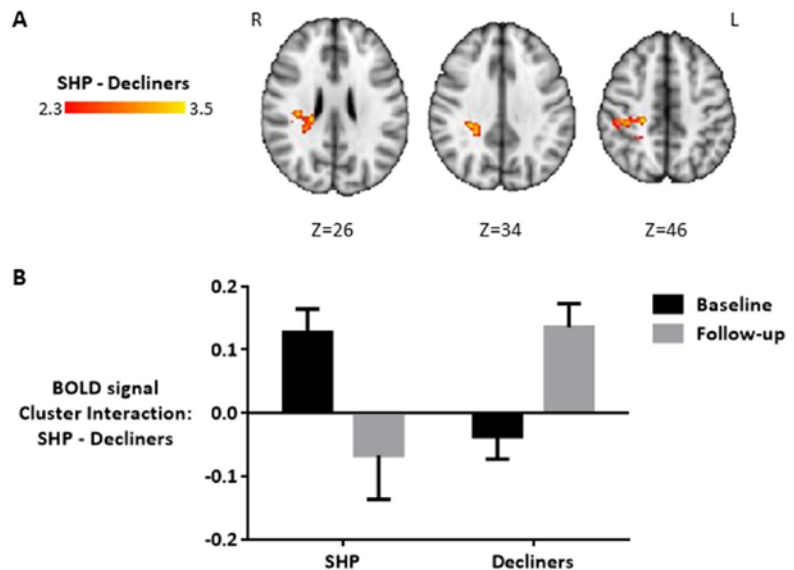 A
R
L
SHP - Decliners
2.3 3.5
Z=26 Z=34 Z=46
B
0.2
0.1
0.0
-0.1
-0.2
BOLD signal
Cluster Interaction:
SHP - Decliners
Baseline
Follow-up
SHP Decliners